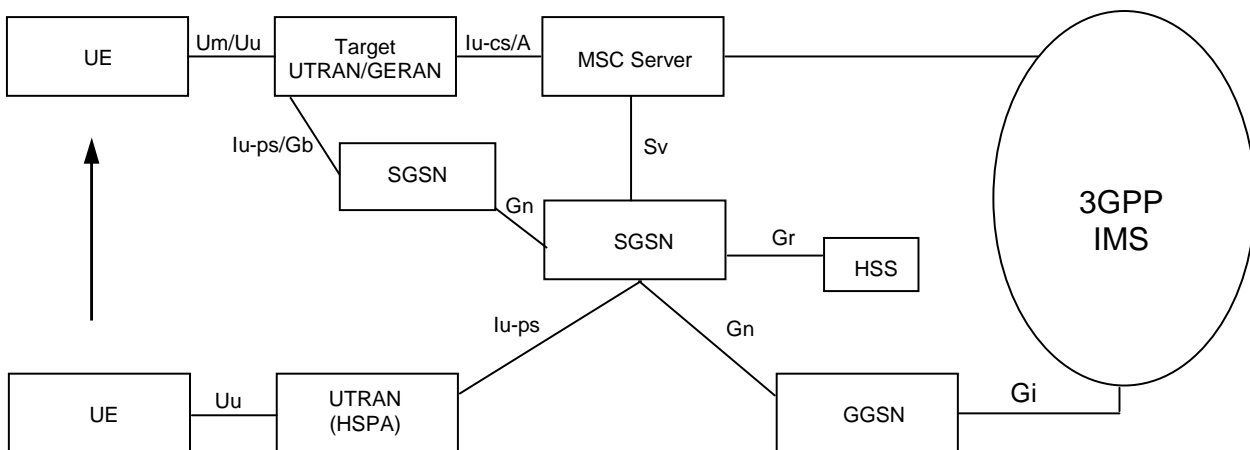 UE
Um/Uu
Target
UTRAN/GERAN
Iu-cs/A
MSC Server
Iu-ps/Gb
SGSN
Sv
Gn
SGSN
Gr
HSS
3GPP
IMS
Iu-ps
Gn
UE
Uu
UTRAN
(HSPA)
GGSN
Gi